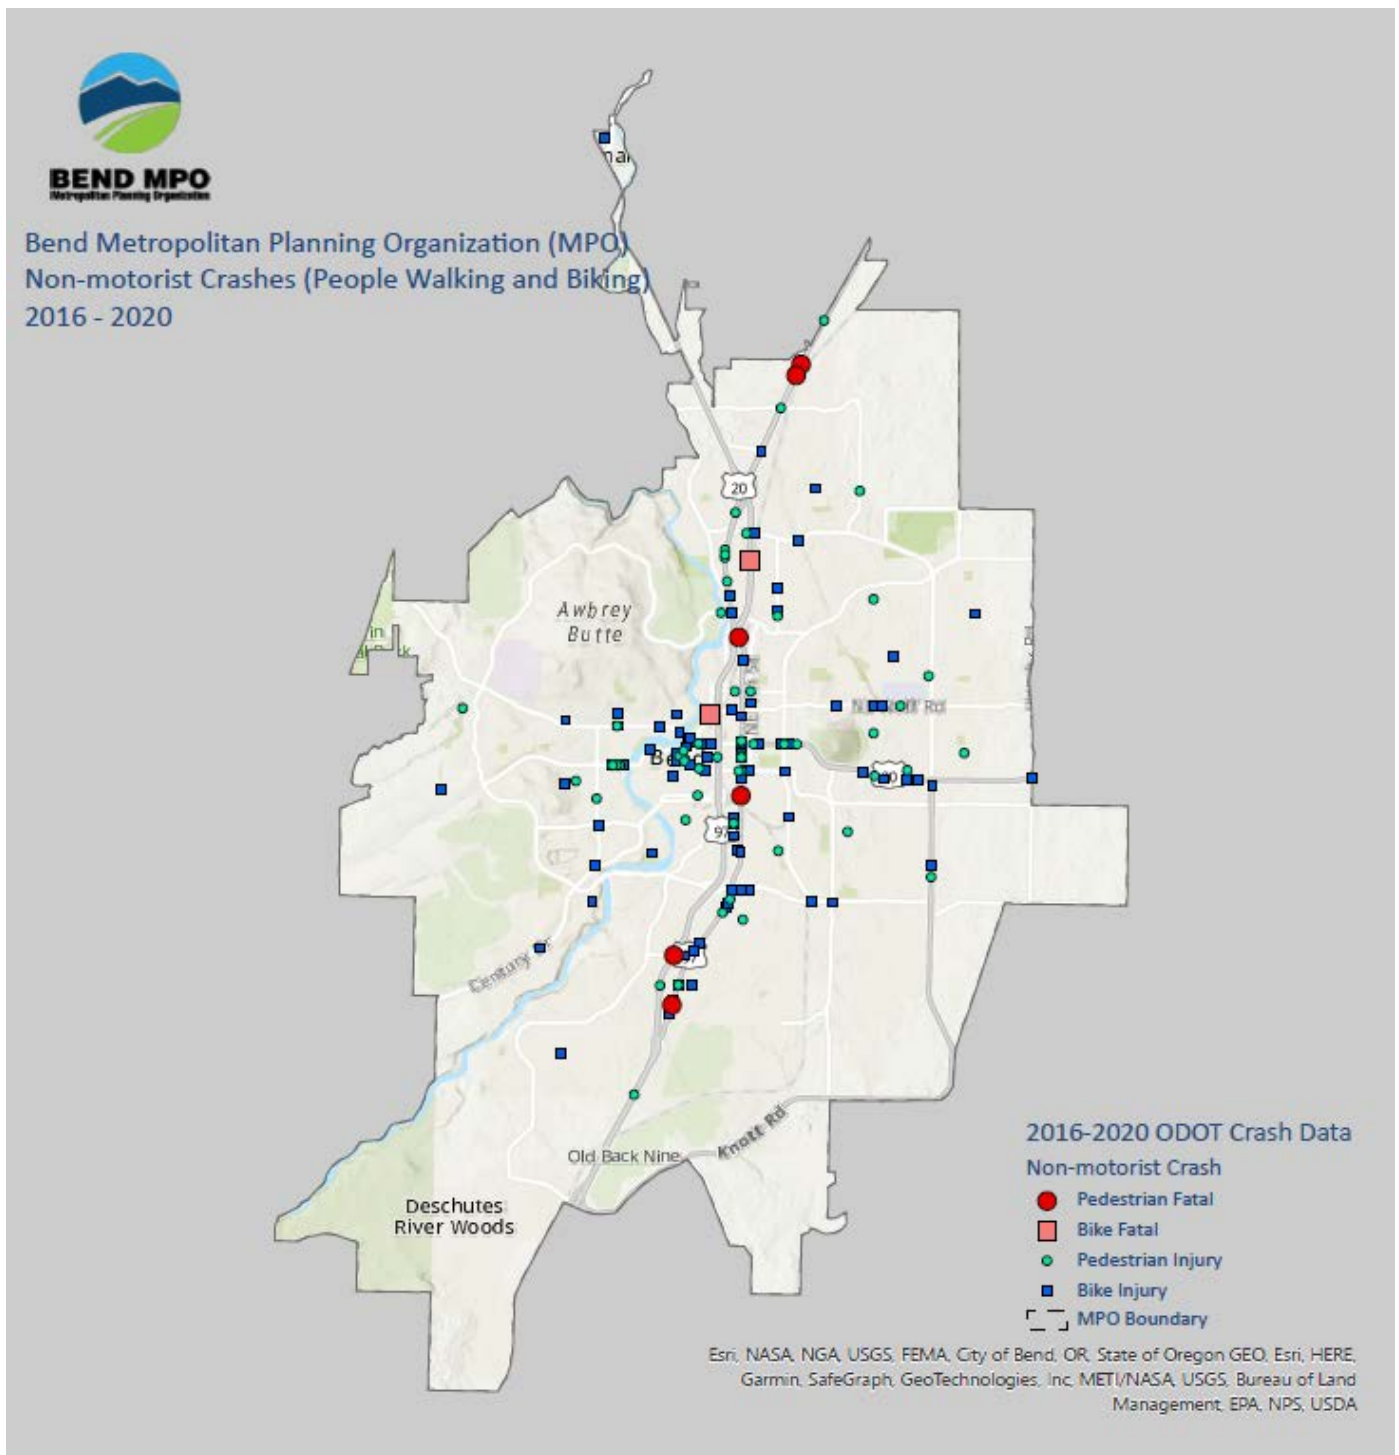 BEND MPO
Metropolitan Planning Organization
Bend Metropolitan Planning Organization (MPO)
Non-motorist Crashes (People Walking and Biking)
2016 - 2020
20
Awbrey
Butte
97
Century Dr
Knott Rd
Old Back Nine
Deschutes
River Woods
2016-2020 ODOT Crash Data
Non-motorist Crash
Pedestrian Fatal
Bike Fatal
Pedestrian Injury
Bike Injury
MPO Boundary
Esri, NASA, NGA, USGS, FEMA, City of Bend, OR, State of Oregon GEO, Esri, HERE,
Garmin, SafeGraph, GeoTechnologies, Inc, METI/NASA, USGS, Bureau of Land
Management, EPA, NPS, USDA